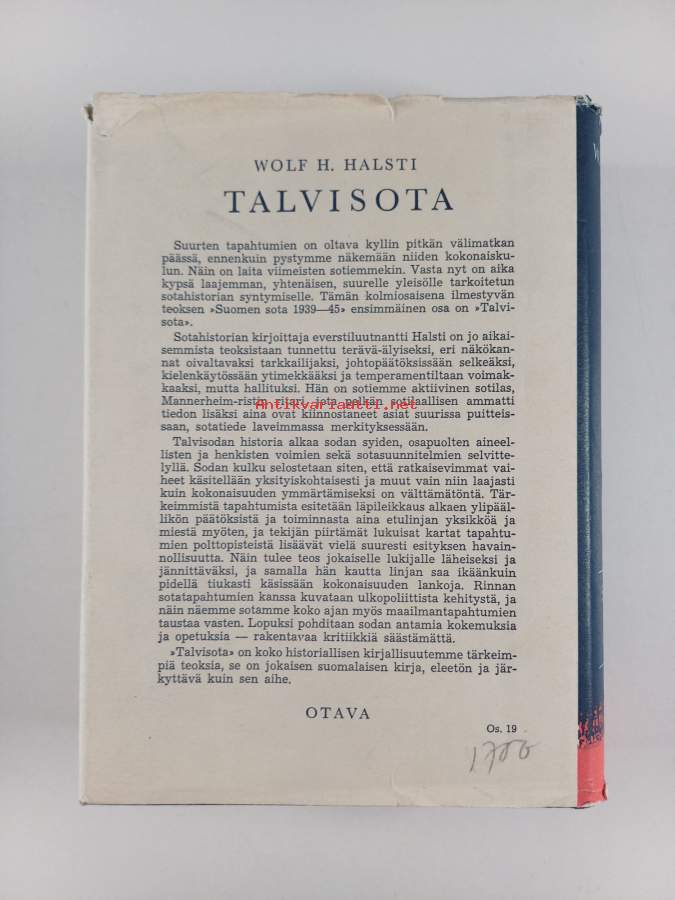 WOLF H. HALSTI
TALVISOTA
Suurten tapahtumien on oltava kyllin pitkän välimatkan
päässä, ennenkuin pystymme näkemään niiden kokonaisku-
lun. Näin on laita viimeisten sotiemmekin. Vasta nyt on aika
kypsä laajemman, yhtenäisen, suurelle yleisölle tarkoitetun
sotahistorian syntymiselle. Tämän kolmiosaisena ilmestyvän
teoksen »Suomen sota 1939—45» ensimmäinen osa on »Talvi-
sota».
Sotahistorian kirjoittaja everstiluutnantti Halsti on jo aikai-
semmista teoksistaan tunnettu terävä-älyiseksi, eri näkökan-
nat oivaltavaksi tarkkailijaksi, johtopäätöksissään selkeäksi,
kielenkäytössään ytimekkääksi ja temperamentiltaan voimak-
kaaksi, mutta hallituksi. Hän on sotiemme aktiivinen sotilas,
Mannerheim-ristin ritari, jota pelkän sotilaallisen ammatti
tiedon lisäksi aina ovat kiinnostaneet asiat suurissa puitteis-
saan, sotatiede laveimmassa merkityksessään.
Antikvariaatti.net
Talvisodan historia alkaa sodan syiden, osapuolten aineel-
listen ja henkisten voimien sekä sotasuunnitelmien selvitte-
lyllä. Sodan kulku selostetaan siten, että ratkaisevimmat vai-
heet käsitellään yksityiskohtaisesti ja muut vain niin laajasti
kuin kokonaisuuden ymmärtämiseksi on välttämätöntä. Tär-
keimmistä tapahtumista esitetään läpileikkaus alkaen ylipääl-
likön päätöksistä ja toiminnasta aina etulinjan yksikköä ja
miestä myöten, ja tekijän piirtämät lukuisat kartat tapahtu-
mien polttopisteistä lisäävät vielä suuresti esityksen havain-
nollisuutta. Näin tulee teos jokaiselle lukijalle läheiseksi ja
jännittäväksi, ja samalla hän kautta linjan saa ikäänkuin
pidellä tiukasti käsissään kokonaisuuden lankoja. Rinnan
sotatapahtumien kanssa kuvataan ulkopoliittista kehitystä, ja
näin näemme sotamme koko ajan myös maailmantapahtumien
taustaa vasten. Lopuksi pohditaan sodan antamia kokemuksia
ja opetuksia — rakentavaa kritiikkiä säästämättä.
»Talvisota» on koko historiallisen kirjallisuutemme tärkeim-
piä teoksia, se on jokaisen suomalaisen kirja, eleetön ja jär-
kyttävä kuin sen aihe.
OTAVA
Os. 19